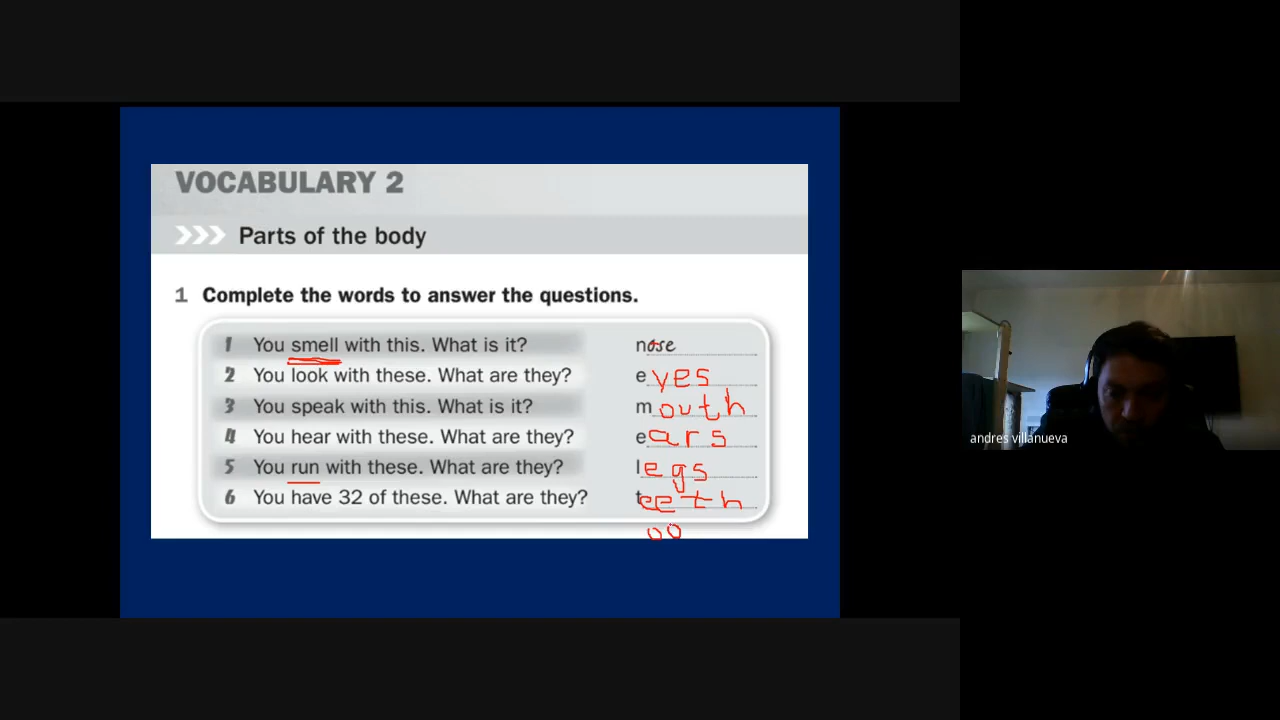 VOCABULARY 2
>>> Parts of the body
1 Complete the words to answer the questions.
1 You smell with this. What is it? nose
2 You look with these. What are they? eyes
3 You speak with this. What is it? mouth
4 You hear with these. What are they? ears
5 You run with these. What are they? legs
6 You have 32 of these. What are they? teeth
oo
andres villanueva